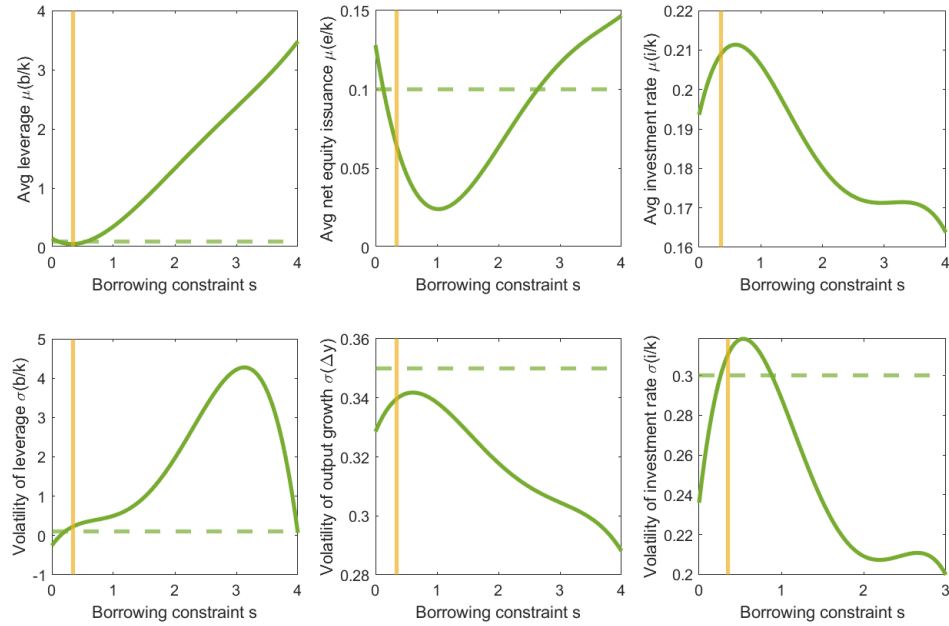 Avg leverage μ(b/k)
4
3
2
1
0
0 1 2 3 4
Borrowing constraint s
Avg net equity issuance μ(e/k)
0.15
0.1
0.05
0
0 1 2 3 4
Borrowing constraint s
Avg investment rate μ(i/k)
0.22
0.21
0.2
0.19
0.18
0.17
0.16
0 1 2 3 4
Borrowing constraint s
Volatility of leverage σ(b/k)
5
4
3
2
1
0
-1
0 1 2 3 4
Borrowing constraint s
Volatility of output growth σ(Δy)
0.36
0.34
0.32
0.3
0.28
0 1 2 3 4
Borrowing constraint s
Volatility of investment rate σ(i/k)
0.3
0.28
0.26
0.24
0.22
0.2
0 1 2 3
Borrowing constraint s